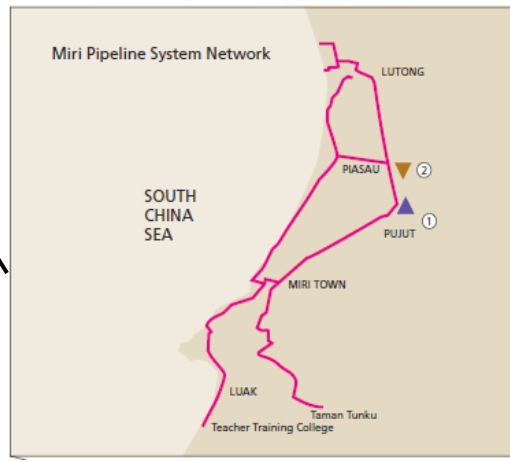 Miri Pipeline System Network
LUTONG
PIASAU
②
SOUTH
CHINA
SEA
①
PUJUT
MIRI TOWN
LUAK
Taman Tunku
Teacher Training College